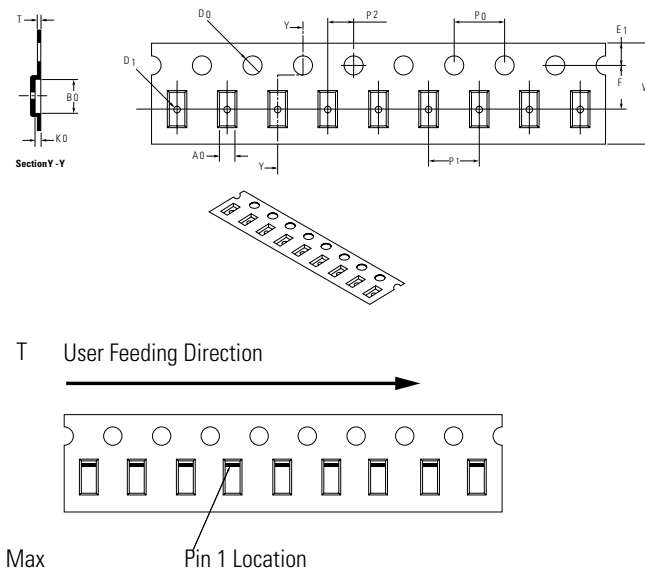 T
D0
Y
P2
P0
E1
D1
B0
F
K0
A0
Y
P1
Section Y - Y
T User Feeding Direction
Max Pin 1 Location